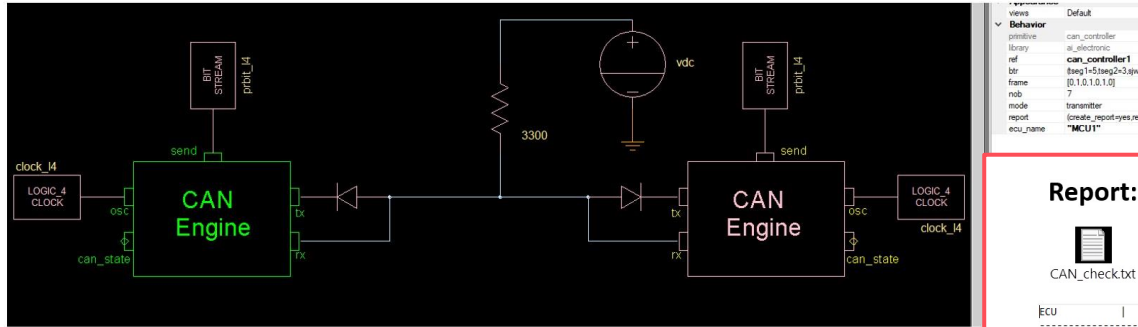 views Default
Behavior
primitive can_controller
library ai_electronic
ref can_controller1
btr (tseg1=5,tseg2=3,sjw
frame [0,1,0,1,0,1,0]
nob 7
mode transmitter
report (create_report=yes,re
ecu_name "MCU1"
BIT STREAM
prbit_l4
vdc
BIT STREAM
prbit_l4
3300
send
send
clock_l4
LOGIC_4
CLOCK
osc
CAN
Engine
tx
rx
can_state
tx
rx
CAN
Engine
osc
can_state
LOGIC_4
CLOCK
clock_l4
Report:
CAN_check.txt
ECU |